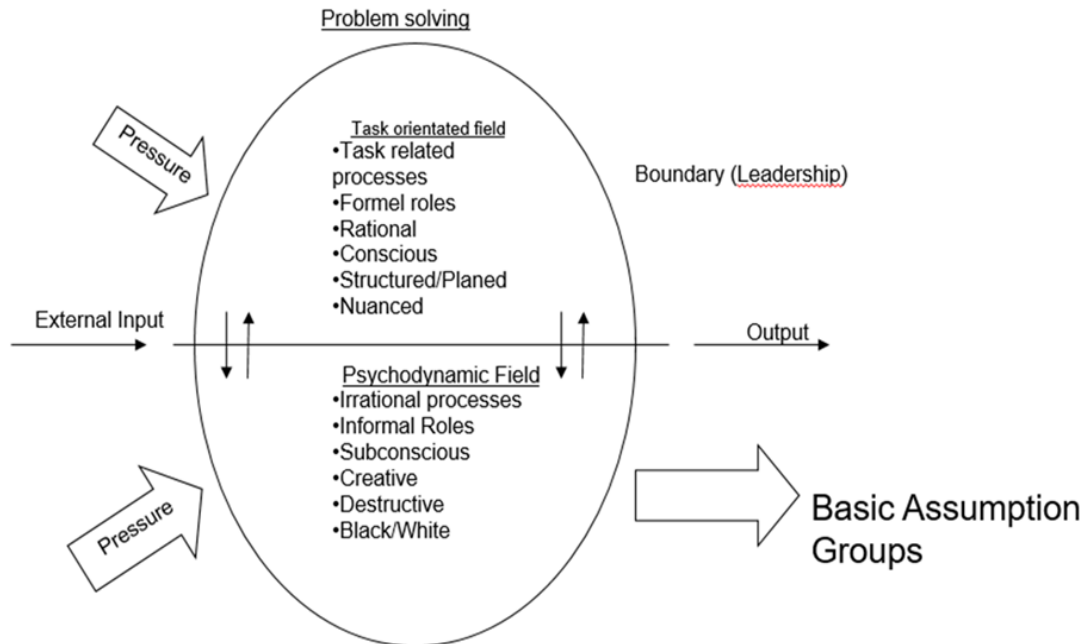 Problem solving
Pressure
Task orientated field
•Task related
processes
•Formel roles
•Rational
•Conscious
•Structured/Planed
•Nuanced
Boundary (Leadership)
External Input
Output
Psychodynamic Field
•Irrational processes
•Informal Roles
•Subconscious
•Creative
•Destructive
•Black/White
Pressure
Basic Assumption
Groups